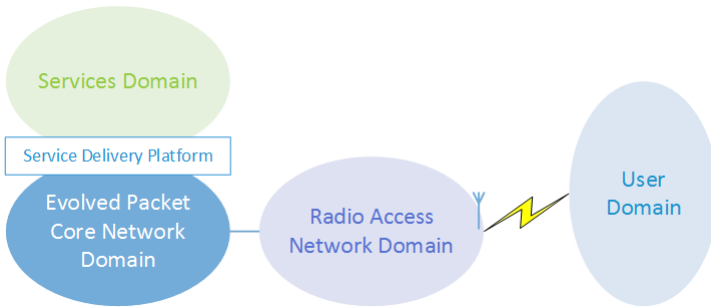 Services Domain
Service Delivery Platform
Evolved Packet
Core Network
Domain
Radio Access
Network Domain
User
Domain